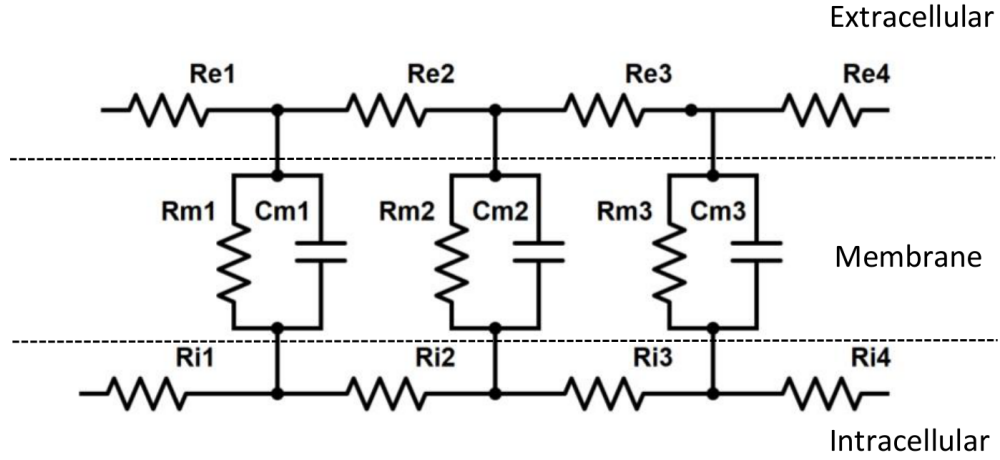 Extracellular
Re1 Re2 Re3 Re4
Rm1 Cm1 Rm2 Cm2 Rm3 Cm3
Membrane
Ri1 Ri2 Ri3 Ri4
Intracellular